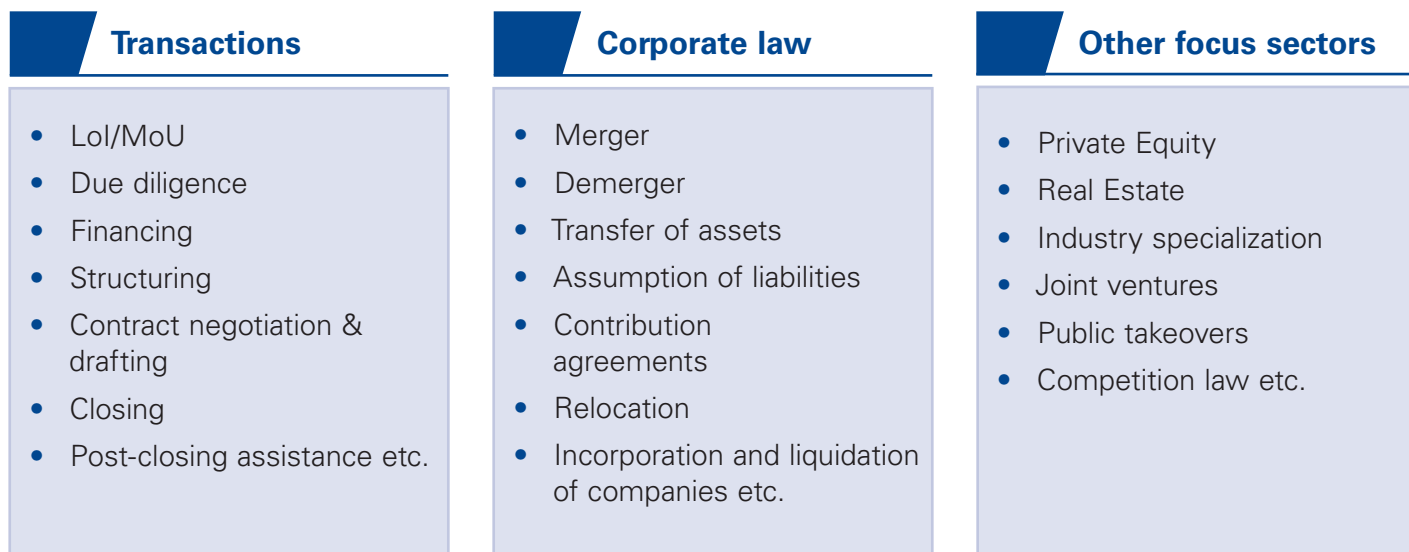 Transactions
• LoI/MoU
• Due diligence
• Financing
• Structuring
• Contract negotiation &
drafting
• Closing
• Post-closing assistance etc.
Corporate law
• Merger
• Demerger
• Transfer of assets
• Assumption of liabilities
• Contribution
agreements
• Relocation
• Incorporation and liquidation
of companies etc.
Other focus sectors
• Private Equity
• Real Estate
• Industry specialization
• Joint ventures
• Public takeovers
• Competition law etc.